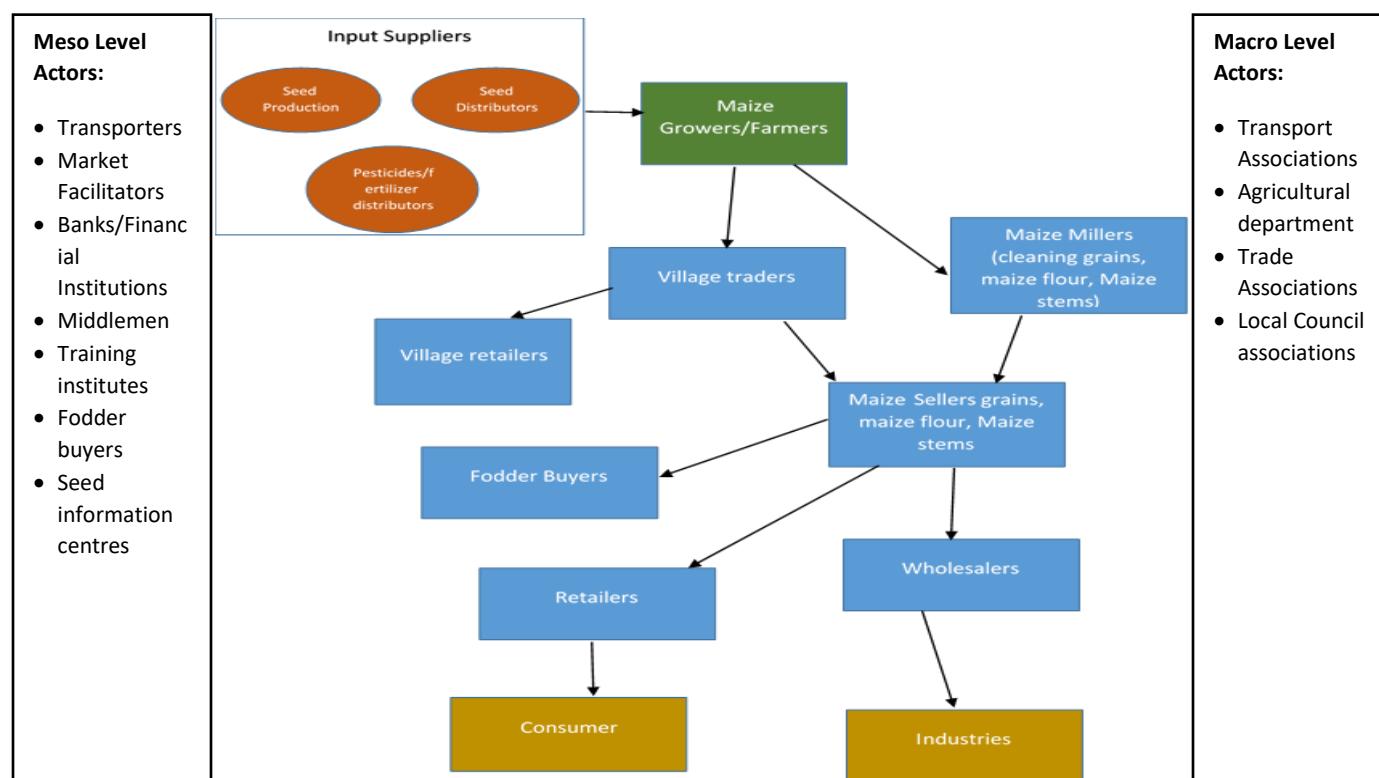 Meso Level
Actors:
• Transporters
• Market
Facilitators
• Banks/Financ
ial
Institutions
• Middlemen
• Training
institutes
• Fodder
buyers
• Seed
information
centres
Input Suppliers
Seed
Production
Seed
Distributors
Pesticides/f
ertilizer
distributors
Maize
Growers/Farmers
Village traders
Maize Millers
(cleaning grains,
maize flour, Maize
stems)
Village retailers
Maize Sellers grains,
maize flour, Maize
stems
Fodder Buyers
Retailers
Wholesalers
Consumer
Industries
Macro Level
Actors:
• Transport
Associations
• Agricultural
department
• Trade
Associations
• Local Council
associations